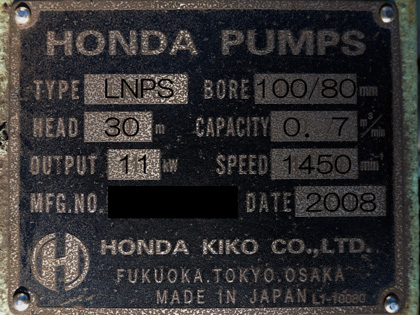 HONDA PUMPS
TYPE LNPS BORE 100/80 mm
HEAD 30 m CAPACITY 0.7 m³/min
OUTPUT 11 kW SPEED 1450 min⁻¹
MFG.NO. DATE 2008
HONDA KIKO CO.,LTD.
FUKUOKA.TOKYO.OSAKA
MADE IN JAPAN L1-10080